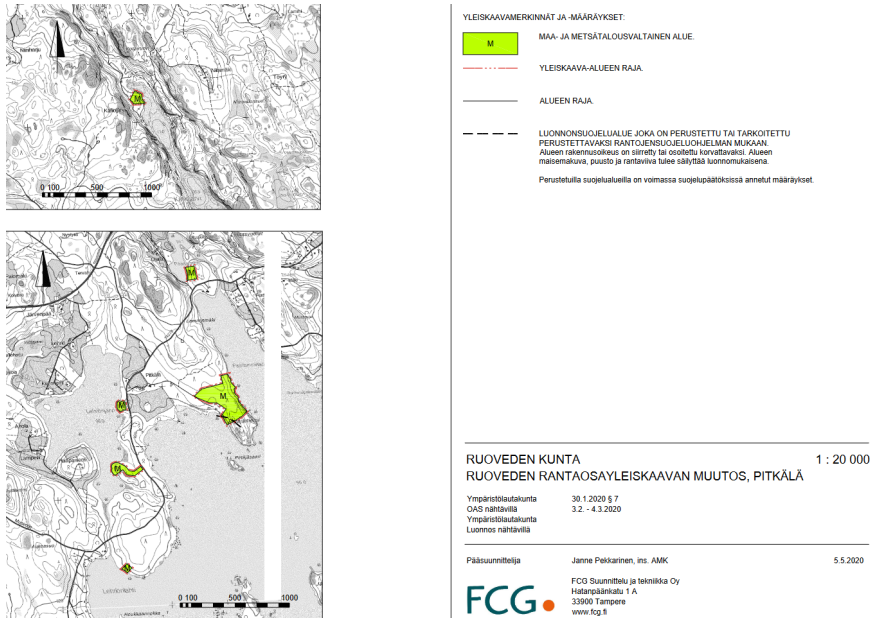 M
0 100 500 1000
M
Pitkälä
M
M
M
M
0 100 500 1000
YLEISKAAVAMERKINNÄT JA -MÄÄRÄYKSET:
M
MAA- JA METSÄTALOUSVALTAINEN ALUE.
YLEISKAAVA-ALUEEN RAJA.
ALUEEN RAJA.
LUONNONSUOJELUALUE JOKA ON PERUSTETTU TAI TARKOITETTU
PERUSTETTAVAKSI RANTOJENSUOJELUOHJELMAN MUKAAN.
Alueen rakennusoikeus on siirretty tai osoitettu korvattavaksi. Alueen
maisemakuva, puusto ja rantaviiva tulee säilyttää luonnomukaisena.
Perustetuilla suojelualueilla on voimassa suojelupäätöksissä annetut määräykset.
RUOVEDEN KUNTA 1 : 20 000
RUOVEDEN RANTAOSAYLEISKAAVAN MUUTOS, PITKÄLÄ
Ympäristölautakunta 30.1.2020 § 7
OAS nähtävillä 3.2. - 4.3.2020
Ympäristölautakunta
Luonnos nähtävillä
Pääsuunnittelija Janne Pekkarinen, ins. AMK 5.5.2020
FCG
FCG Suunnittelu ja tekniikka Oy
Hatanpäänkatu 1 A
33900 Tampere
www.fcg.fi